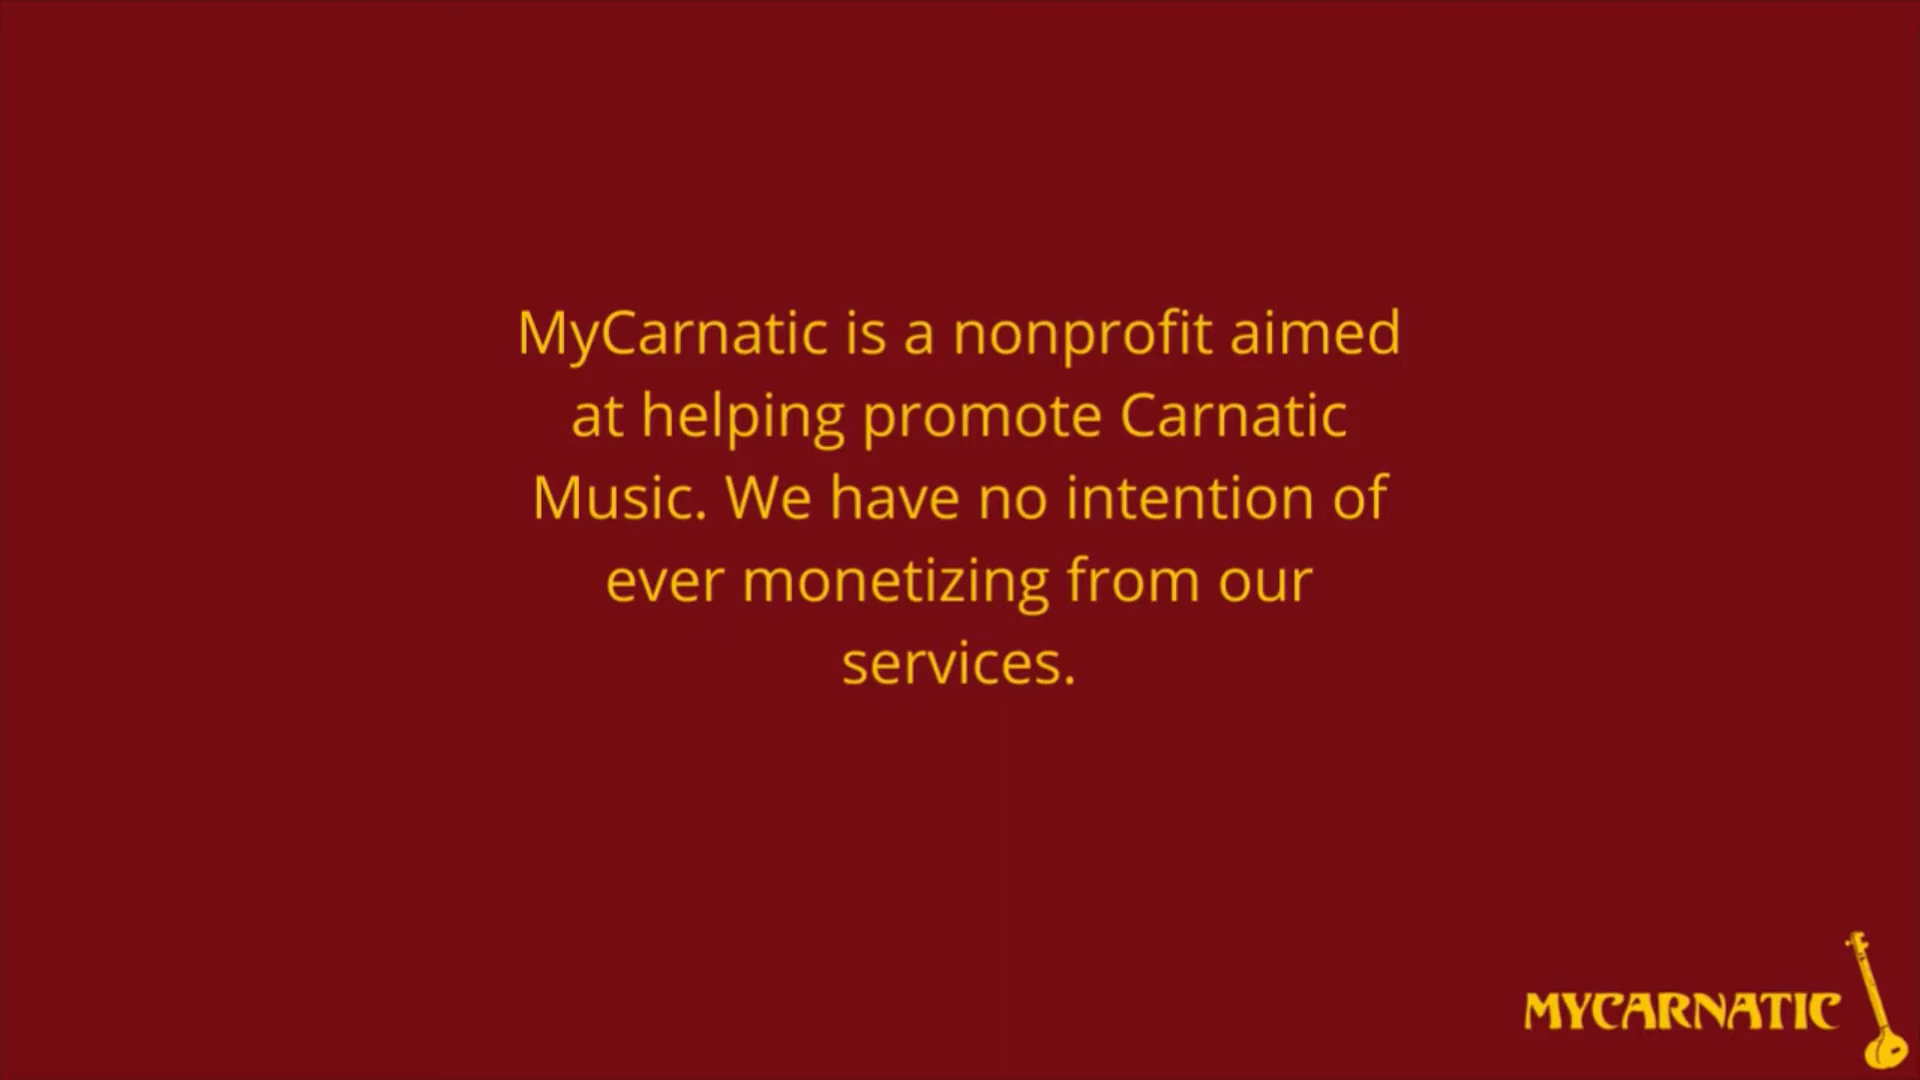 MyCarnatic is a nonprofit aimed
at helping promote Carnatic
Music. We have no intention of
ever monetizing from our
services.
MYCARNATIC